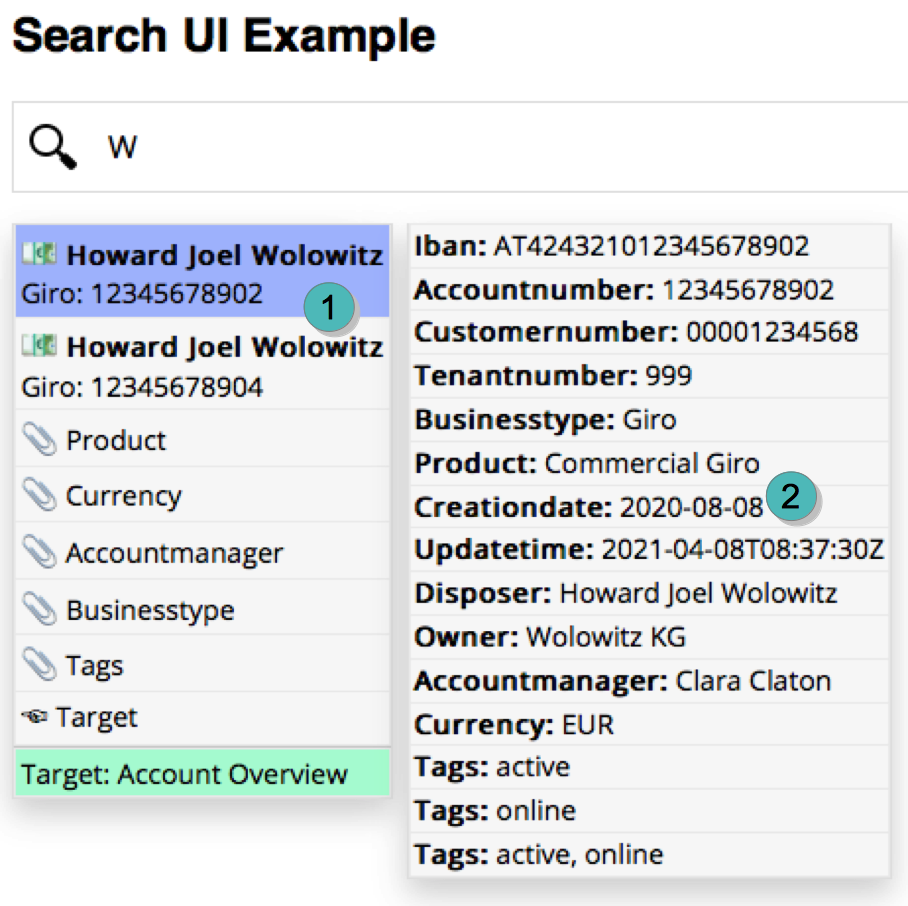 Search UI Example
W
Howard Joel Wolowitz
Giro: 12345678902
1
Howard Joel Wolowitz
Giro: 12345678904
Product
Currency
Accountmanager
Businesstype
Tags
Target
Target: Account Overview
Iban: AT424321012345678902
Accountnumber: 12345678902
Customernumber: 00001234568
Tenantnumber: 999
Businesstype: Giro
Product: Commercial Giro
Creationdate: 2020-08-08
2
Updatetime: 2021-04-08T08:37:30Z
Disposer: Howard Joel Wolowitz
Owner: Wolowitz KG
Accountmanager: Clara Claton
Currency: EUR
Tags: active
Tags: online
Tags: active, online